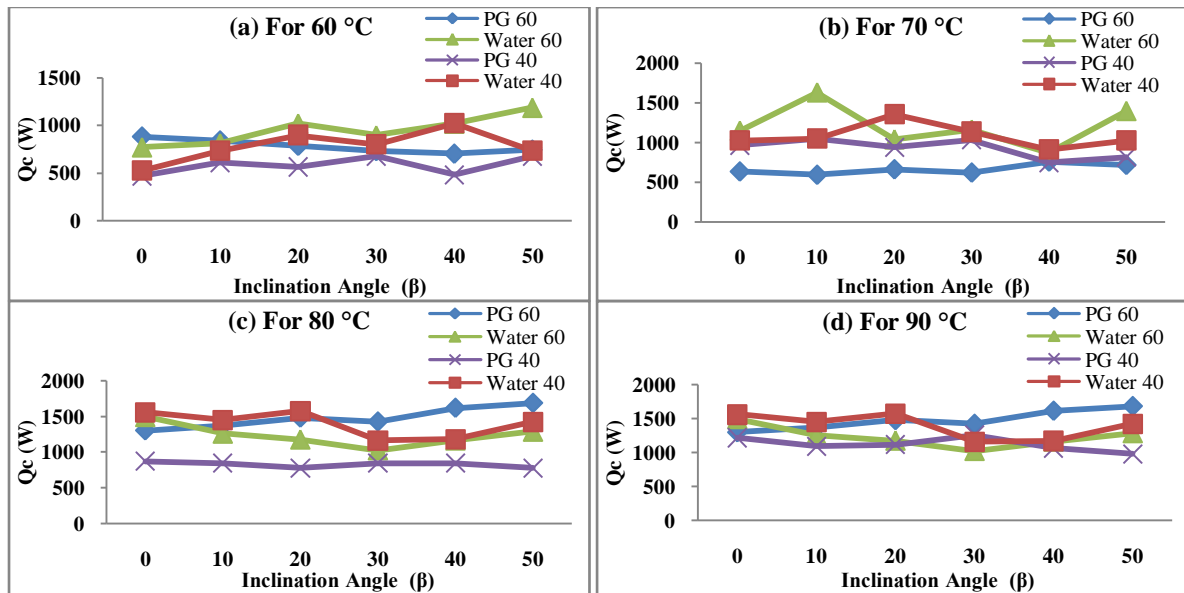 (a) For 60 °C
PG 60
Water 60
PG 40
Water 40
1500
1000
500
0
Qc (W)
0 10 20 30 40 50
Inclination Angle (β)
(b) For 70 °C
PG 60
Water 60
PG 40
Water 40
2000
1500
1000
500
0
Qc(W)
0 10 20 30 40 50
Inclination Angle (β)
(c) For 80 °C
PG 60
Water 60
PG 40
Water 40
2000
1500
1000
500
0
Qc (W)
0 10 20 30 40 50
Inclination Angle (β)
(d) For 90 °C
PG 60
Water 60
PG 40
Water 40
2000
1500
1000
500
0
Qc (W)
0 10 20 30 40 50
Inclination Angle (β)